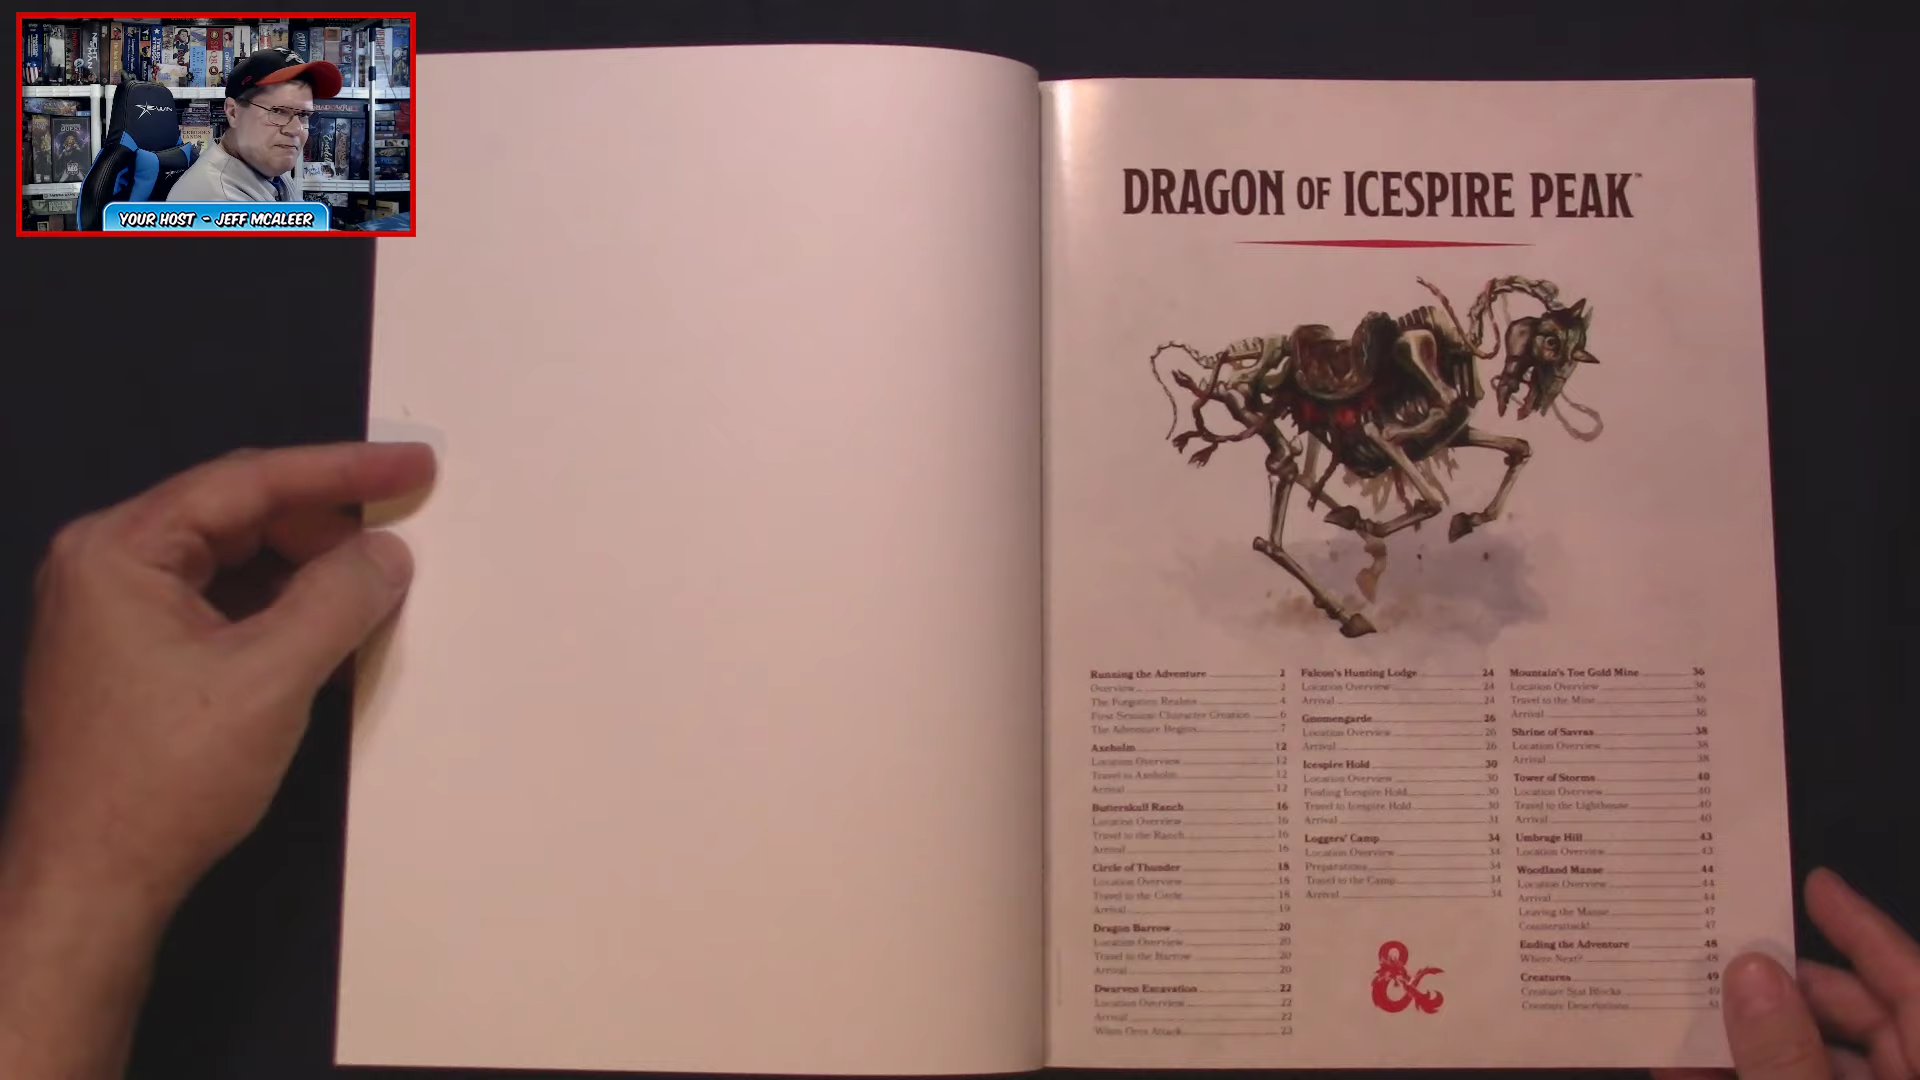 E-WIN
YOUR HOST - JEFF MCALEER
DRAGON OF ICESPIRE PEAK™
Running the Adventure 2
Overview 2
The Forgotten Realms 4
First Session: Character Creation 6
The Adventure Begins 7
Axeholm 12
Location Overview 12
Travel to Axeholm 12
Arrival 12
Butterskull Ranch 16
Location Overview 16
Travel to the Ranch 16
Arrival 16
Circle of Thunder 18
Location Overview 18
Travel to the Circle 18
Arrival 19
Dragon Barrow 20
Location Overview 20
Travel to the Barrow 20
Arrival 20
Dwarven Excavation 22
Location Overview 22
Arrival 22
When Orcs Attack 23
Falcon's Hunting Lodge 24
Location Overview 24
Arrival 24
Gnomengarde 26
Location Overview 26
Arrival 26
Icespire Hold 30
Location Overview 30
Finding Icespire Hold 30
Travel to Icespire Hold 30
Arrival 31
Loggers' Camp 34
Location Overview 34
Preparations 34
Travel to the Camp 34
Arrival 34
Mountain's Toe Gold Mine 36
Location Overview 36
Travel to the Mine 36
Arrival 36
Shrine of Savras 38
Location Overview 38
Arrival 38
Tower of Storms 40
Location Overview 40
Travel to the Lighthouse 40
Arrival 40
Umbrage Hill 43
Location Overview 43
Woodland Manse 44
Location Overview 44
Arrival 44
Leaving the Manse 47
Counterattack! 47
Ending the Adventure 48
Where Next? 48
Creatures 49
Creature Stat Blocks 49
Creature Descriptions 51